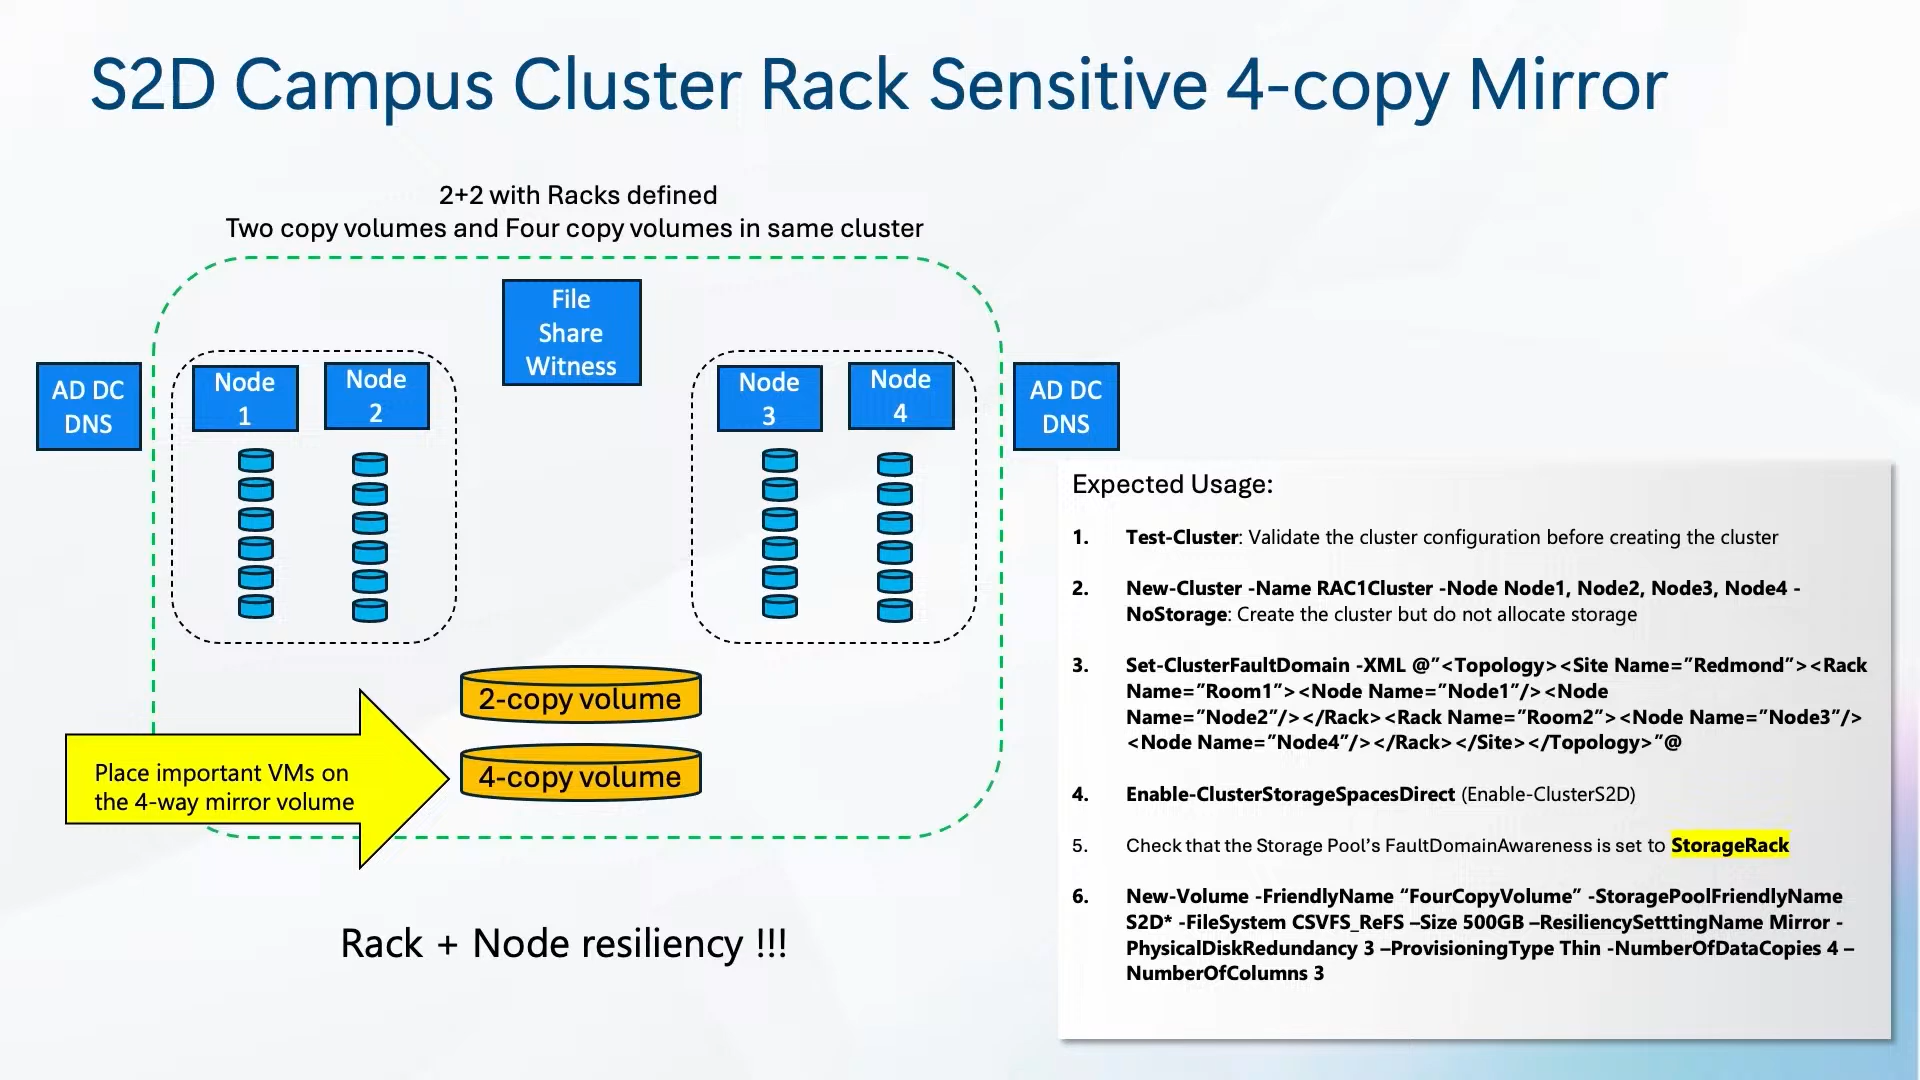 S2D Campus Cluster Rack Sensitive 4-copy Mirror
2+2 with Racks defined
Two copy volumes and Four copy volumes in same cluster
File
Share
Witness
AD DC
DNS
Node
1
Node
2
Node
3
Node
4
AD DC
DNS
2-copy volume
4-copy volume
Place important VMs on
the 4-way mirror volume
Rack + Node resiliency !!!
Expected Usage:
1. Test-Cluster: Validate the cluster configuration before creating the cluster
2. New-Cluster -Name RAC1Cluster -Node Node1, Node2, Node3, Node4 -
NoStorage: Create the cluster but do not allocate storage
3. Set-ClusterFaultDomain -XML @”<Topology><Site Name=”Redmond”><Rack
Name=”Room1”><Node Name=”Node1”/><Node
Name=”Node2”/></Rack><Rack Name=”Room2”><Node Name=”Node3”/>
<Node Name=”Node4”/></Rack></Site></Topology>”@
4. Enable-ClusterStorageSpacesDirect (Enable-ClusterS2D)
5. Check that the Storage Pool’s FaultDomainAwareness is set to StorageRack
6. New-Volume -FriendlyName “FourCopyVolume” -StoragePoolFriendlyName
S2D* -FileSystem CSVFS_ReFS –Size 500GB –ResiliencySetttingName Mirror -
PhysicalDiskRedundancy 3 –ProvisioningType Thin -NumberOfDataCopies 4 –
NumberOfColumns 3